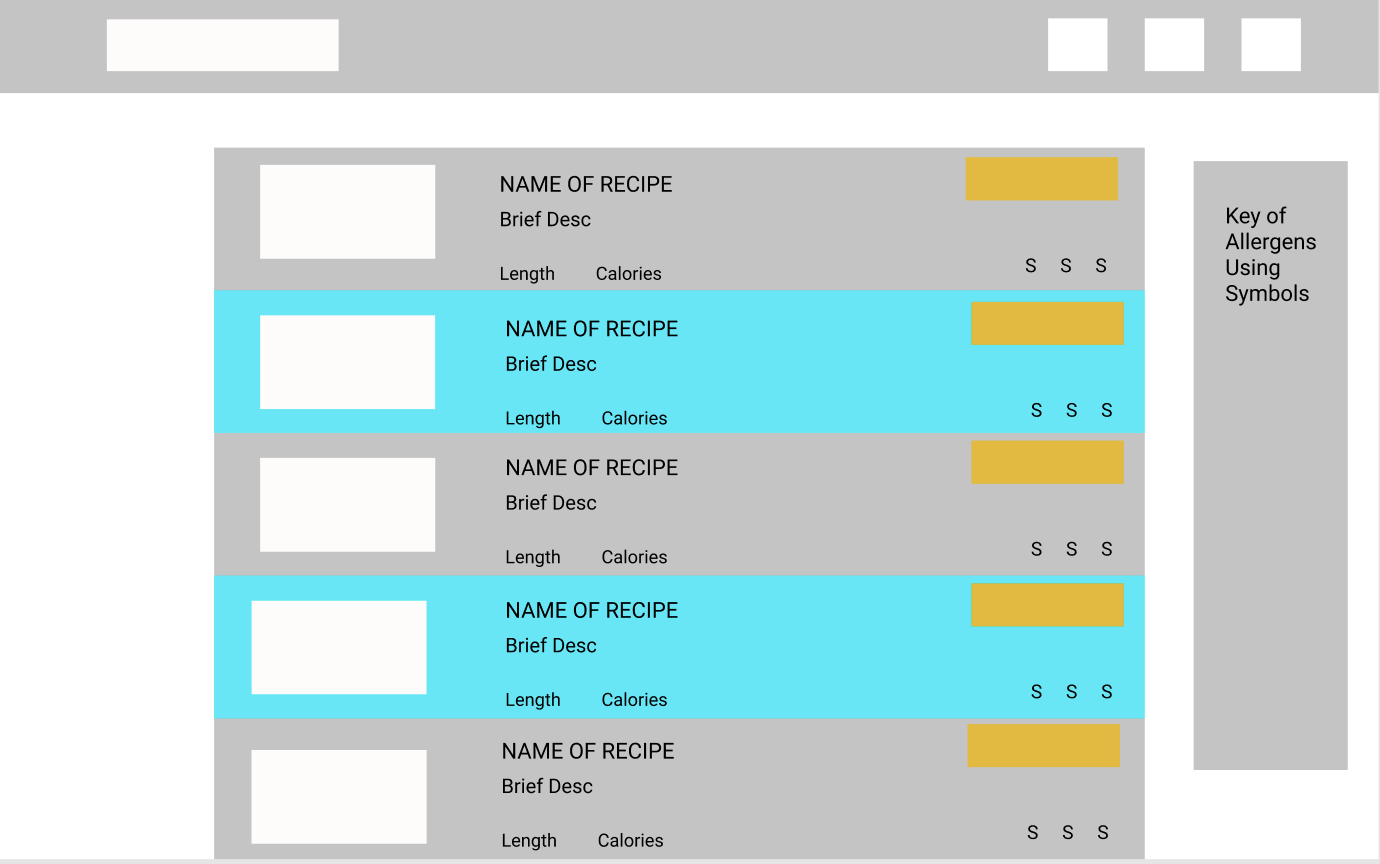 NAME OF RECIPE
Brief Desc
Length Calories
S S S
NAME OF RECIPE
Brief Desc
Length Calories
S S S
NAME OF RECIPE
Brief Desc
Length Calories
S S S
NAME OF RECIPE
Brief Desc
Length Calories
S S S
NAME OF RECIPE
Brief Desc
Length Calories
S S S
Key of
Allergens
Using
Symbols